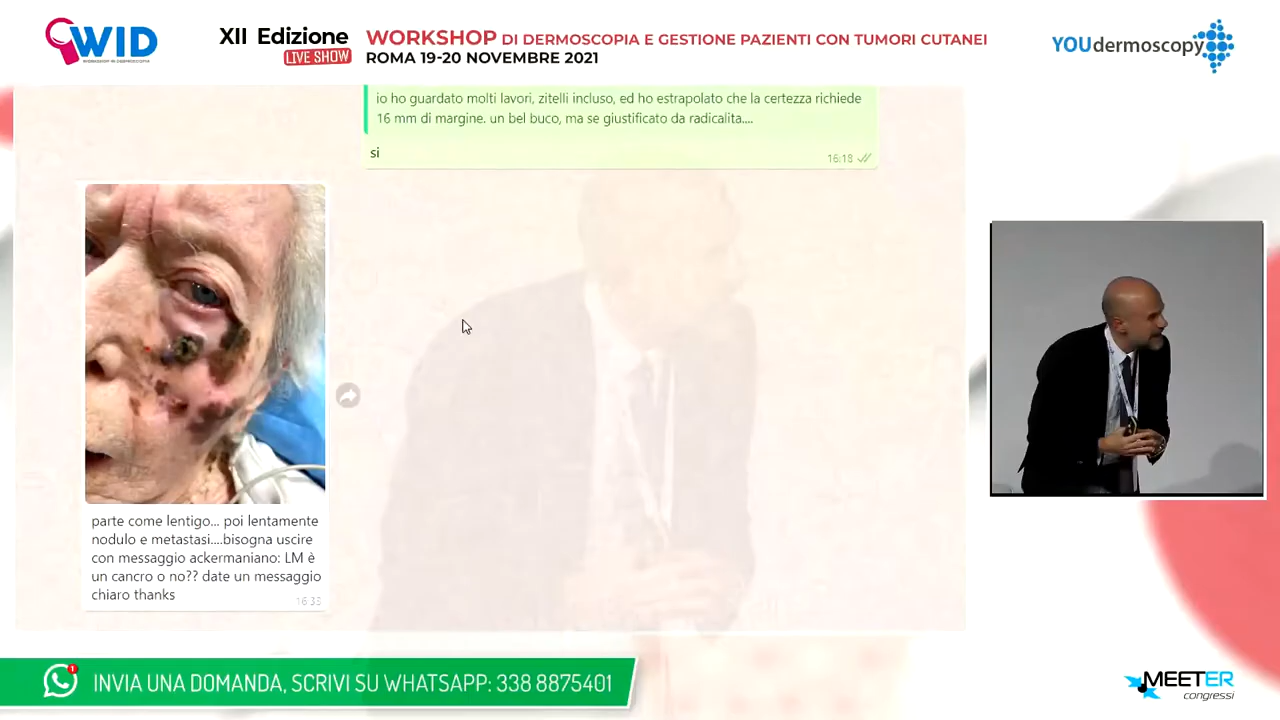 WID
WORKSHOP IN DERMOSCOPIA
XII Edizione
LIVE SHOW
WORKSHOP DI DERMOSCOPIA E GESTIONE PAZIENTI CON TUMORI CUTANEI
ROMA 19-20 NOVEMBRE 2021
YOUdermoscopy
io ho guardato molti lavori, zitelli incluso, ed ho estrapolato che la certezza richiede
16 mm di margine. un bel buco, ma se giustificato da radicalita....
si
16:18
parte come lentigo... poi lentamente
nodulo e metastasi....bisogna uscire
con messaggio ackermaniano: LM è
un cancro o no?? date un messaggio
chiaro thanks
16:33
1
INVIA UNA DOMANDA, SCRIVI SU WHATSAPP: 338 8875401
MEETER
congressi